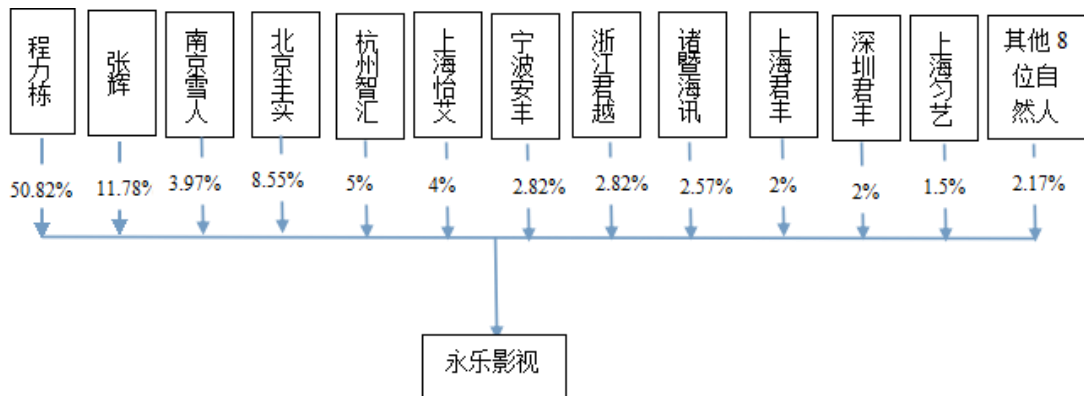 程力栋
张辉
南京雪人
北京丰实
杭州智汇
上海怡艾
宁波安丰
浙江君越
诸暨海讯
上海君丰
深圳君丰
上海匀艺
其他 8
位自
然人
50.82%
11.78%
3.97%
8.55%
5%
4%
2.82%
2.82%
2.57%
2%
2%
1.5%
2.17%
永乐影视